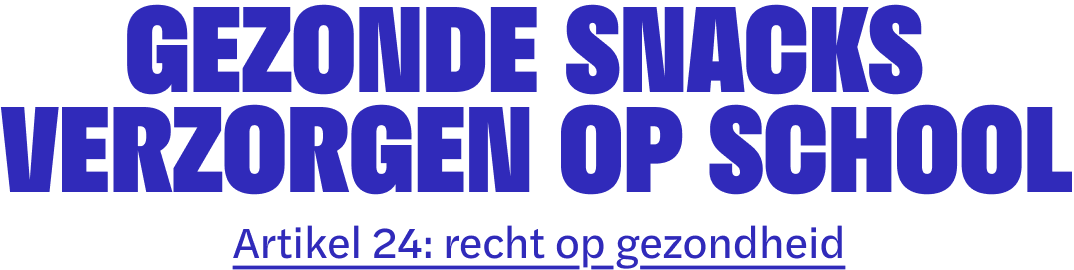 GEZONDE SNACKS
VERZORGEN OP SCHOOL
Artikel 24: recht op gezondheid